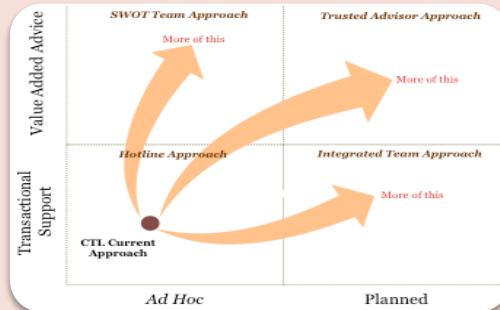 SWOT Team Approach
Trusted Advisor Approach
More of this
More of this
Value Added Advice
Hotline Approach
Integrated Team Approach
More of this
Transactional
Support
CTL Current
Approach
Ad Hoc
Planned